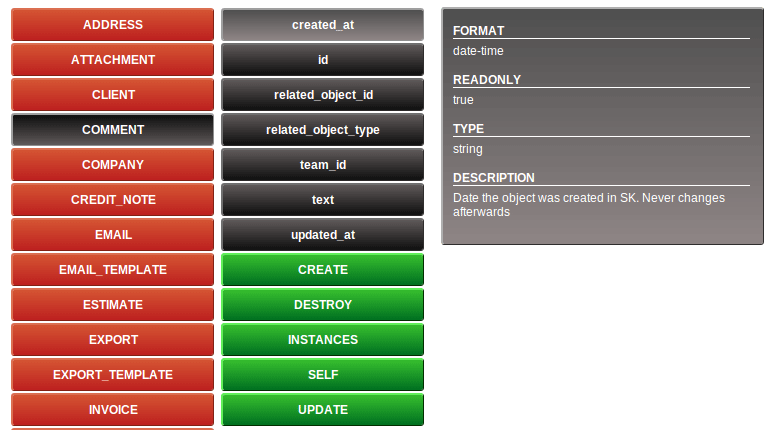 ADDRESS
ATTACHMENT
CLIENT
COMMENT
COMPANY
CREDIT_NOTE
EMAIL
EMAIL_TEMPLATE
ESTIMATE
EXPORT
EXPORT_TEMPLATE
INVOICE
created_at
id
related_object_id
related_object_type
team_id
text
updated_at
CREATE
DESTROY
INSTANCES
SELF
UPDATE
FORMAT
date-time
READONLY
true
TYPE
string
DESCRIPTION
Date the object was created in SK. Never changes
afterwards